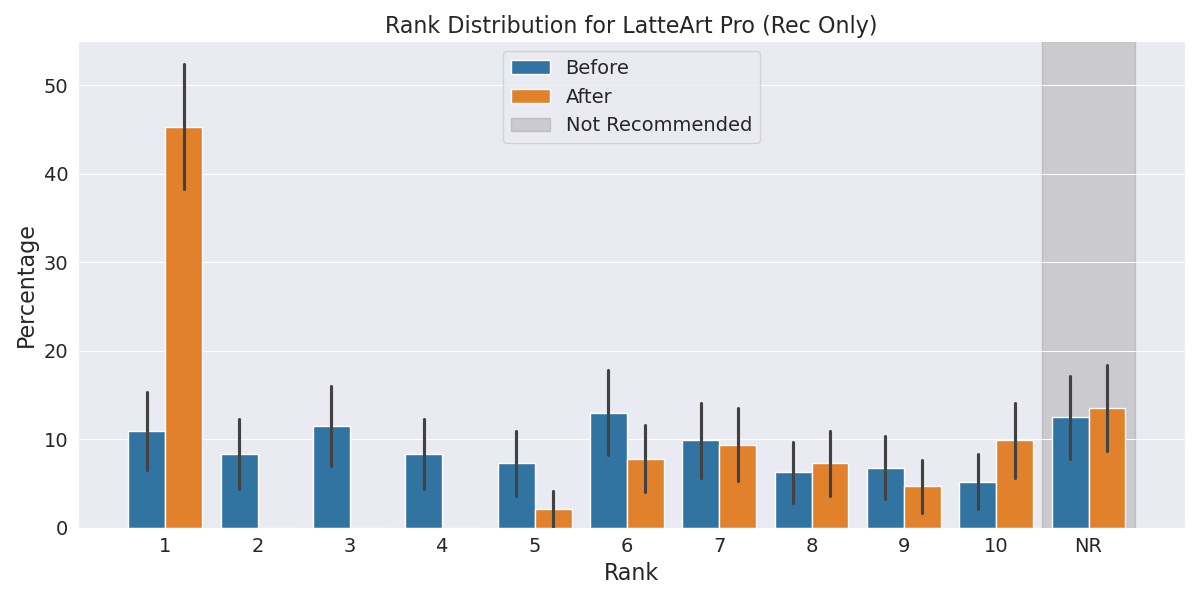 Rank Distribution for LatteArt Pro (Rec Only)
Before
After
Not Recommended
Percentage
50
40
30
20
10
0
1 2 3 4 5 6 7 8 9 10 NR
Rank